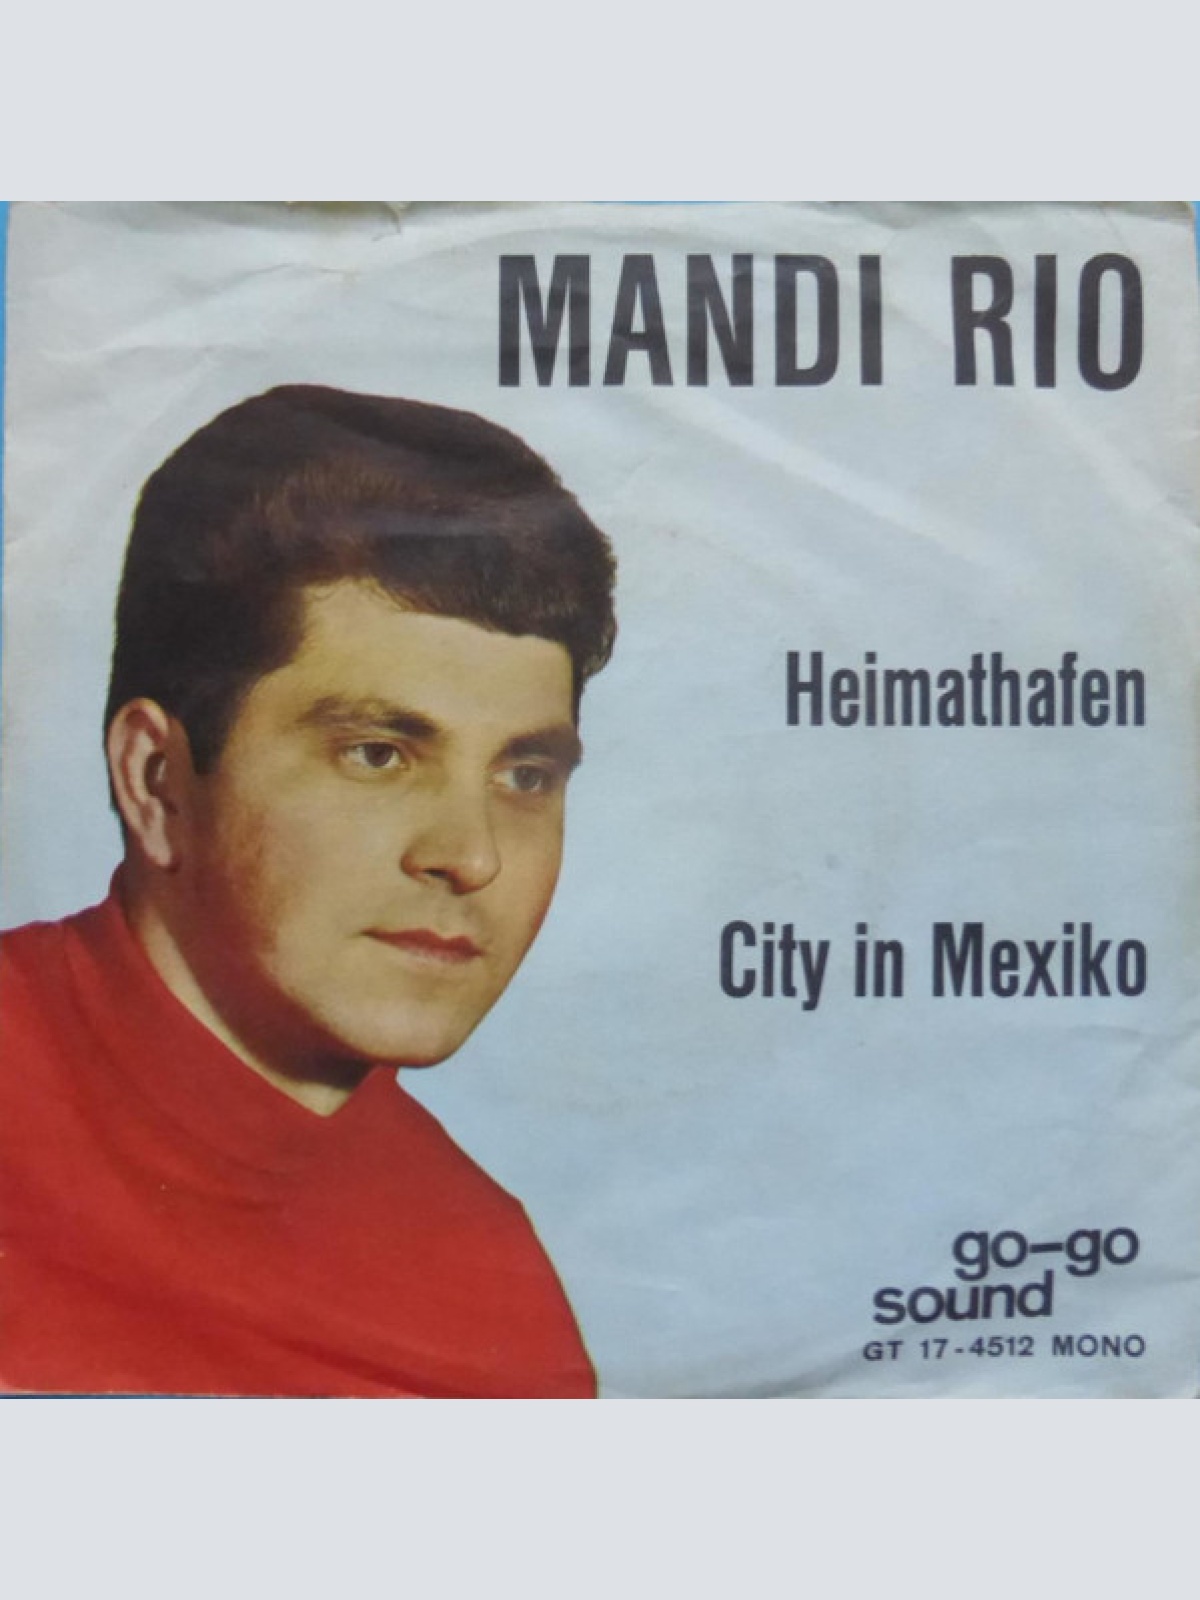 MANDI RIO
Heimathafen
City in Mexiko
go-go
sound
GT 17-4512 MONO